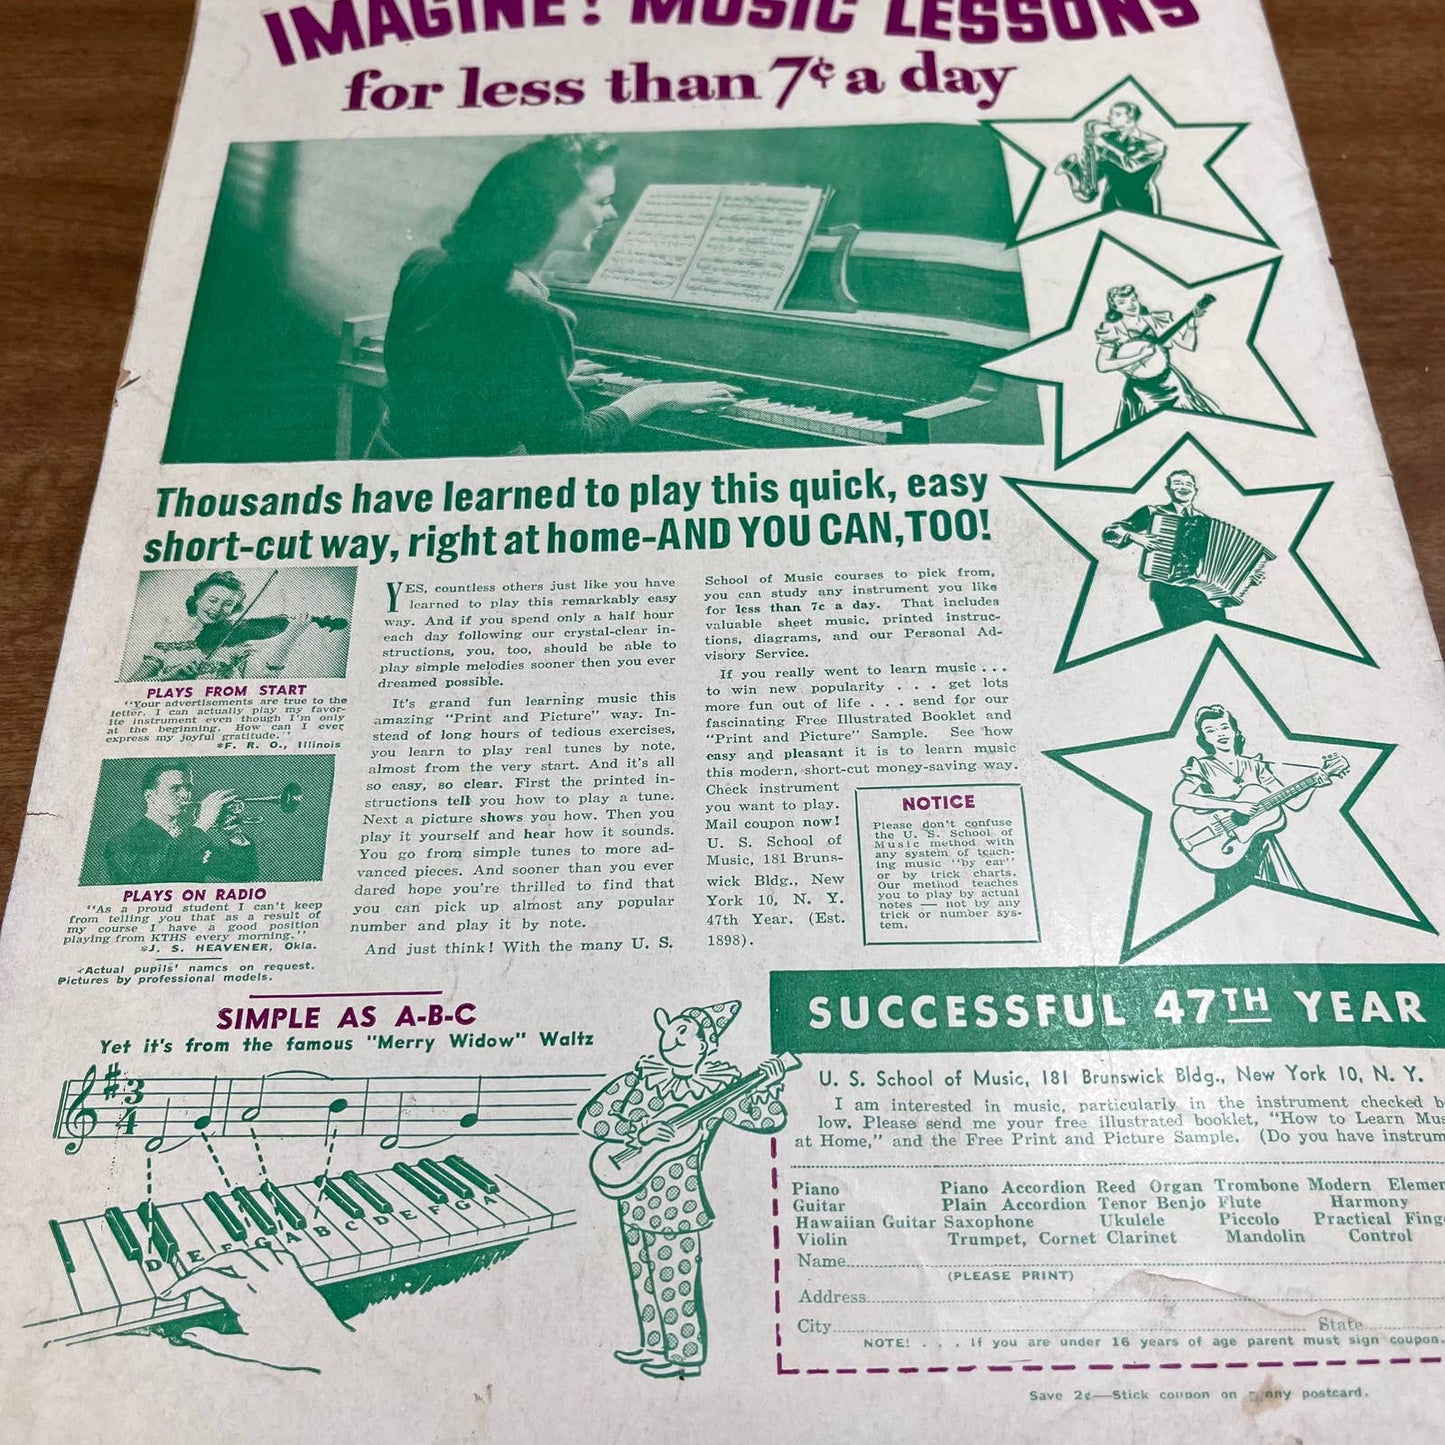 IMAGINE! MUSIC LESSONS
for less than 7¢ a day
Thousands have learned to play this quick, easy
short-cut way, right at home-AND YOU CAN, TOO!
PLAYS FROM START
"Your advertisements are true to the
letter. I can actually play my favor-
ite instrument even though I'm only
at the beginning. How can I ever
express my joyful gratitude."
*F. R. O., Illinois
PLAYS ON RADIO
"As a proud student I can't keep
from telling you that as a result of
my course I have a good position
playing from KTHS every morning."
*J. S. HEAVENER, Okla.
*Actual pupils' names on request.
Pictures by professional models.
YES, countless others just like you have
learned to play this remarkably easy
way. And if you spend only a half hour
each day following our crystal-clear in-
structions, you, too, should be able to
play simple melodies sooner then you ever
dreamed possible.
It's grand fun learning music this
amazing "Print and Picture" way. In-
stead of long hours of tedious exercises,
you learn to play real tunes by note,
almost from the very start. And it's all
so easy, so clear. First the printed in-
structions tell you how to play a tune.
Next a picture shows you how. Then you
play it yourself and hear how it sounds.
You go from simple tunes to more ad-
vanced pieces. And sooner than you ever
dared hope you're thrilled to find that
you can pick up almost any popular
number and play it by note.
And just think! With the many U. S.
School of Music courses to pick from,
you can study any instrument you like
for less than 7c a day. That includes
valuable sheet music, printed instruc-
tions, diagrams, and our Personal Ad-
visory Service.
If you really went to learn music . . .
to win new popularity . . . get lots
more fun out of life . . . send for our
fascinating Free Illustrated Booklet and
"Print and Picture" Sample. See how
easy and pleasant it is to learn music
this modern, short-cut money-saving way.
Check instrument
you want to play.
Mail coupon now!
U. S. School of
Music, 181 Bruns-
wick Bldg., New
York 10, N. Y.
47th Year. (Est.
1898).
NOTICE
Please don't confuse
the U. S. School of
Music method with
any system of teach-
ing music "by ear"
or by trick charts.
Our method teaches
you to play by actual
notes — not by any
trick or number sys-
tem.
SIMPLE AS A-B-C
Yet it's from the famous "Merry Widow" Waltz
3
4
D E F G A B C D E F G A
SUCCESSFUL 47TH YEAR
U. S. School of Music, 181 Brunswick Bldg., New York 10, N. Y.
I am interested in music, particularly in the instrument checked b
low. Please send me your free illustrated booklet, "How to Learn Mus
at Home," and the Free Print and Picture Sample. (Do you have instrum
Piano Piano Accordion Reed Organ Trombone Modern Elemen
Guitar Plain Accordion Tenor Benjo Flute Harmony
Hawaiian Guitar Saxophone Ukulele Piccolo Practical Fing
Violin Trumpet, Cornet Clarinet Mandolin Control
Name
(PLEASE PRINT)
Address
City State
NOTE! . . . If you are under 16 years of age parent must sign coupon.
Save 2¢—Stick coupon on penny postcard.